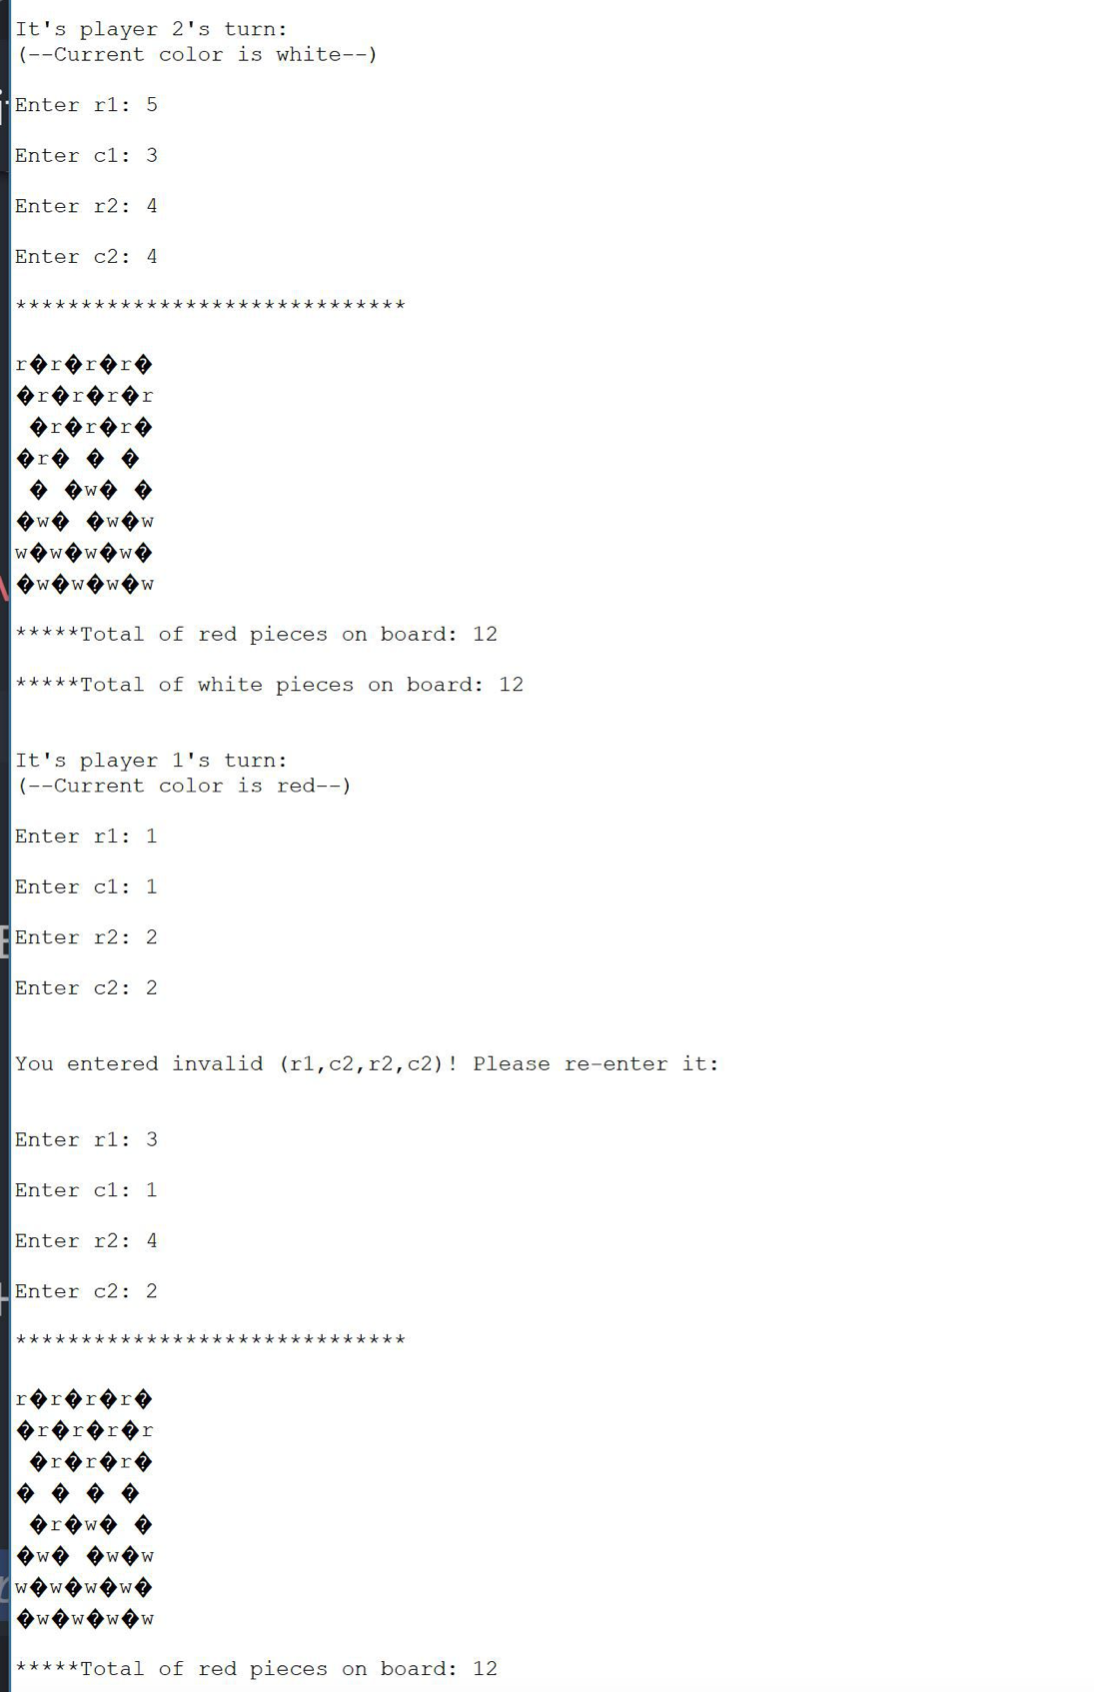 It's player 2's turn:
(--Current color is white--)
Enter r1: 5
Enter c1: 3
Enter r2: 4
Enter c2: 4
******************************
r�r�r�r�
�r�r�r�r
 �r�r�r�
�r� � �
 � �w� �
�w� �w�w
w�w�w�w�
�w�w�w�w
*****Total of red pieces on board: 12
*****Total of white pieces on board: 12
It's player 1's turn:
(--Current color is red--)
Enter r1: 1
Enter c1: 1
Enter r2: 2
Enter c2: 2
You entered invalid (r1,c2,r2,c2)! Please re-enter it:
Enter r1: 3
Enter c1: 1
Enter r2: 4
Enter c2: 2
******************************
r�r�r�r�
�r�r�r�r
 �r�r�r�
� � � �
 �r�w� �
�w� �w�w
w�w�w�w�
�w�w�w�w
*****Total of red pieces on board: 12